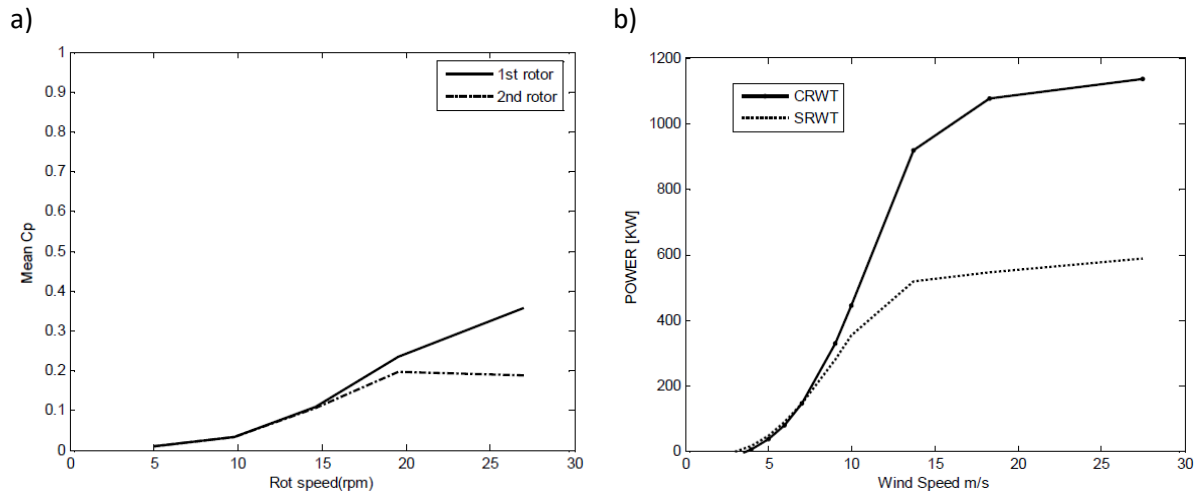 a)
1
0.9
0.8
0.7
0.6
0.5
0.4
0.3
0.2
0.1
0
Mean Cp
1st rotor
2nd rotor
0 5 10 15 20 25 30
Rot speed(rpm)
b)
1200
1000
800
600
400
200
0
POWER [KW]
CRWT
SRWT
0 5 10 15 20 25 30
Wind Speed m/s